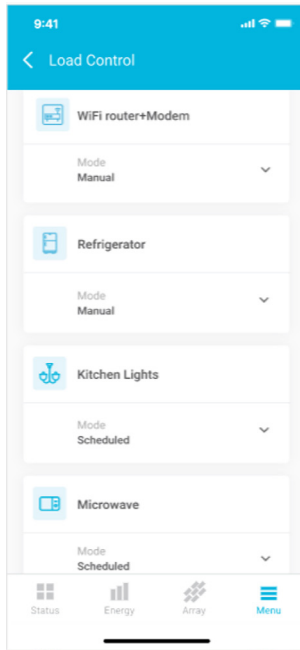 9:41
Load Control
WiFi router+Modem
Mode
Manual
Refrigerator
Mode
Manual
Kitchen Lights
Mode
Scheduled
Microwave
Mode
Scheduled
Status Energy Array Menu